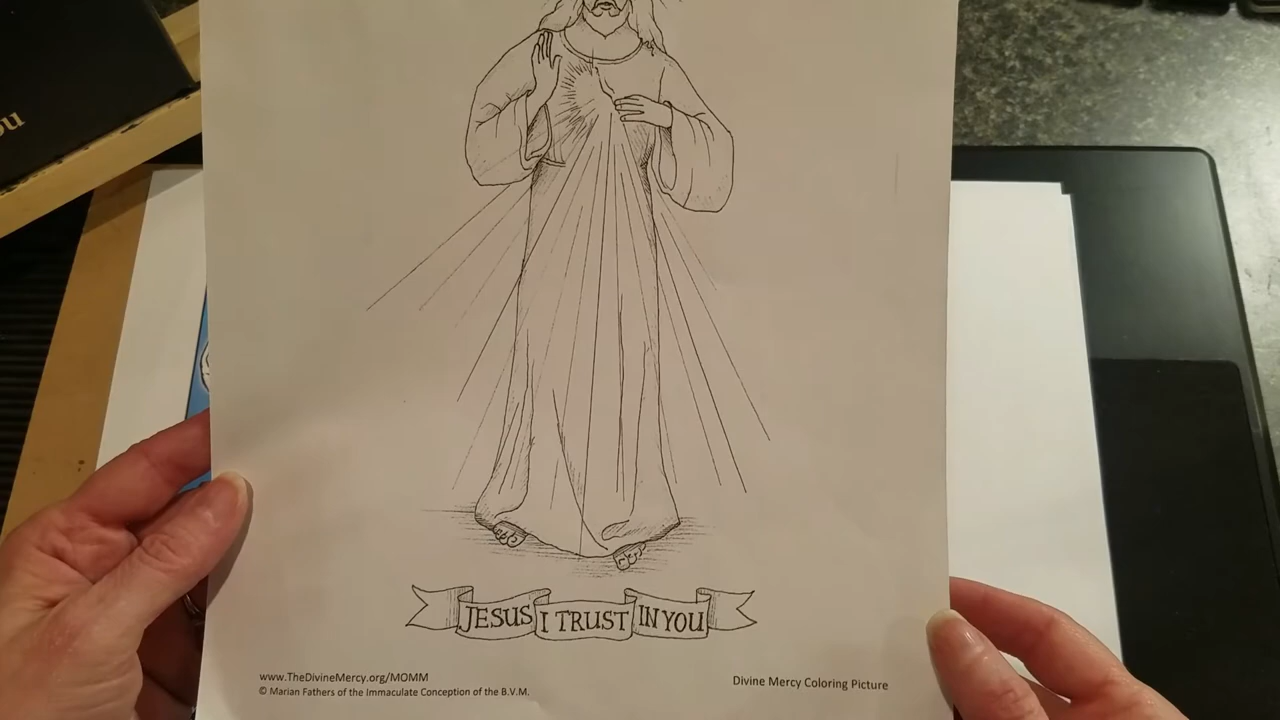 JESUS I TRUST IN YOU
www.TheDivineMercy.org/MOMM
© Marian Fathers of the Immaculate Conception of the B.V.M.
Divine Mercy Coloring Picture